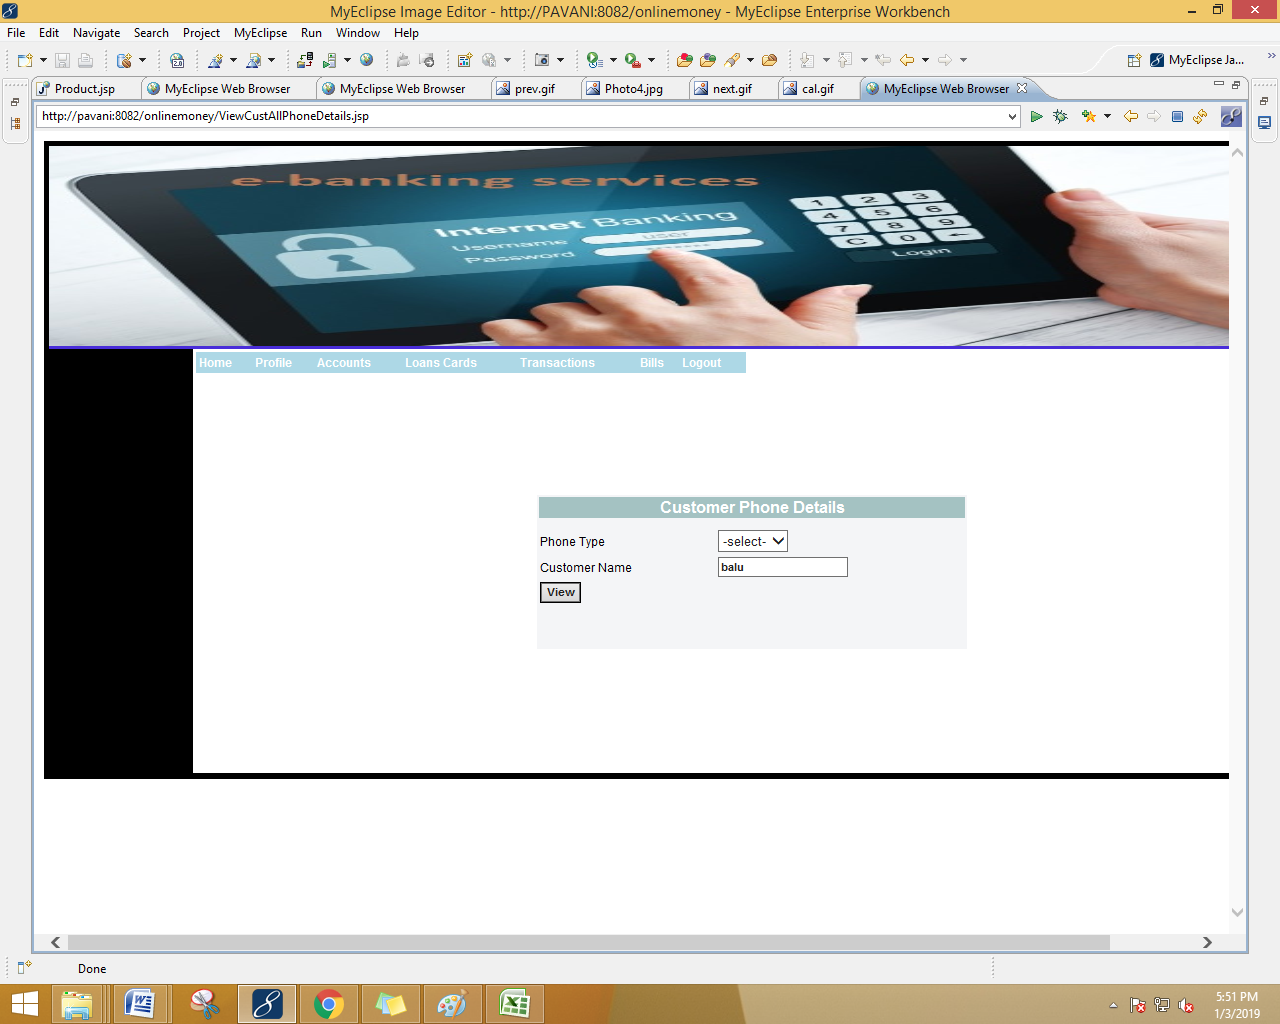 MyEclipse Image Editor - http://PAVANI:8082/onlinemoney - MyEclipse Enterprise Workbench
File Edit Navigate Search Project MyEclipse Run Window Help
2.0
MyEclipse Ja...
Product.jsp MyEclipse Web Browser MyEclipse Web Browser prev.gif Photo4.jpg next.gif cal.gif MyEclipse Web Browser
http://pavani:8082/onlinemoney/ViewCustAllPhoneDetails.jsp
e-banking services
Internet Banking
Username user
Password ********
1 2 3
4 5 6
7 8 9
C 0
Login
Home Profile Accounts Loans Cards Transactions Bills Logout
Customer Phone Details
Phone Type -select-
Customer Name balu
View
Done
5:51 PM
1/3/2019